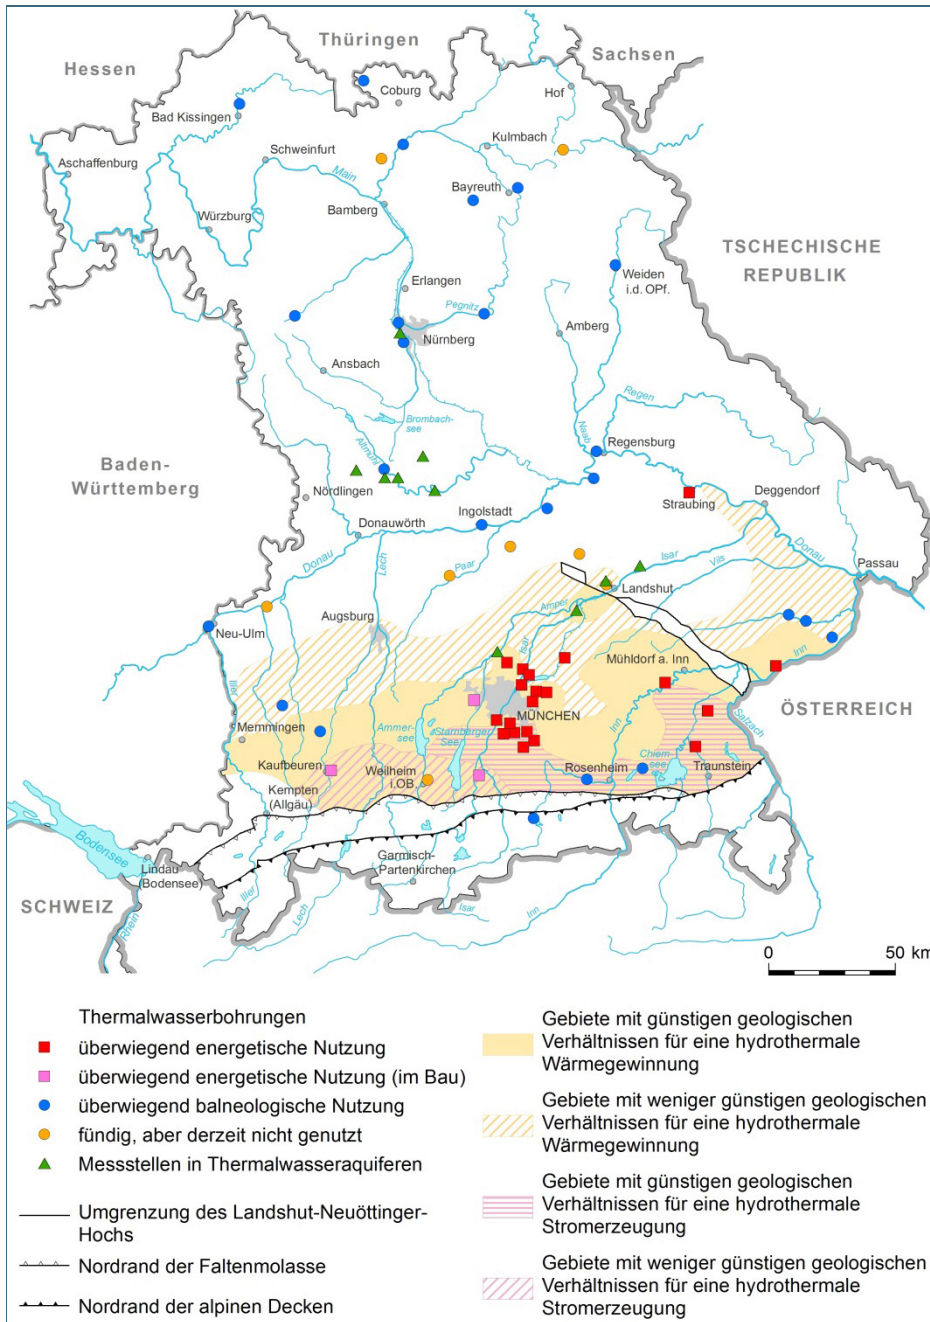 Thüringen
Sachsen
Hessen
Coburg
Hof
Bad Kissingen
Kulmbach
Schweinfurt
Aschaffenburg
Main
Bayreuth
Bamberg
Würzburg
TSCHECHISCHE
REPUBLIK
Weiden
i.d. OPf.
Erlangen
Pegnitz
Amberg
Nürnberg
Ansbach
Regen
Brombach-
see
Naab
Altmühl
Regensburg
Baden-
Württemberg
Nördlingen
Deggendorf
Straubing
Ingolstadt
Donauwörth
Donau
Donau
Lech
Paar
Isar
Vils
Passau
Landshut
Amper
Augsburg
Isar
Neu-Ulm
Inn
Mühldorf a. Inn
Iller
ÖSTERREICH
MÜNCHEN
Inn
Salzach
Memmingen
Ammer-
see
Starnberger
See
Chiem-
see
Kaufbeuren
Weilheim
i.OB.
Rosenheim
Traunstein
Kempten
(Allgäu)
Bodensee
Lindau
(Bodensee)
Garmisch-
Partenkirchen
SCHWEIZ
Rhein
Iller
Lech
Isar
Inn
0 50 km
Thermalwasserbohrungen
überwiegend energetische Nutzung
überwiegend energetische Nutzung (im Bau)
überwiegend balneologische Nutzung
fündig, aber derzeit nicht genutzt
Messstellen in Thermalwasseraquiferen
Umgrenzung des Landshut-Neuöttinger-
Hochs
Nordrand der Faltenmolasse
Nordrand der alpinen Decken
Gebiete mit günstigen geologischen
Verhältnissen für eine hydrothermale
Wärmegewinnung
Gebiete mit weniger günstigen geologischen
Verhältnissen für eine hydrothermale
Wärmegewinnung
Gebiete mit günstigen geologischen
Verhältnissen für eine hydrothermale
Stromerzeugung
Gebiete mit weniger günstigen geologischen
Verhältnissen für eine hydrothermale
Stromerzeugung